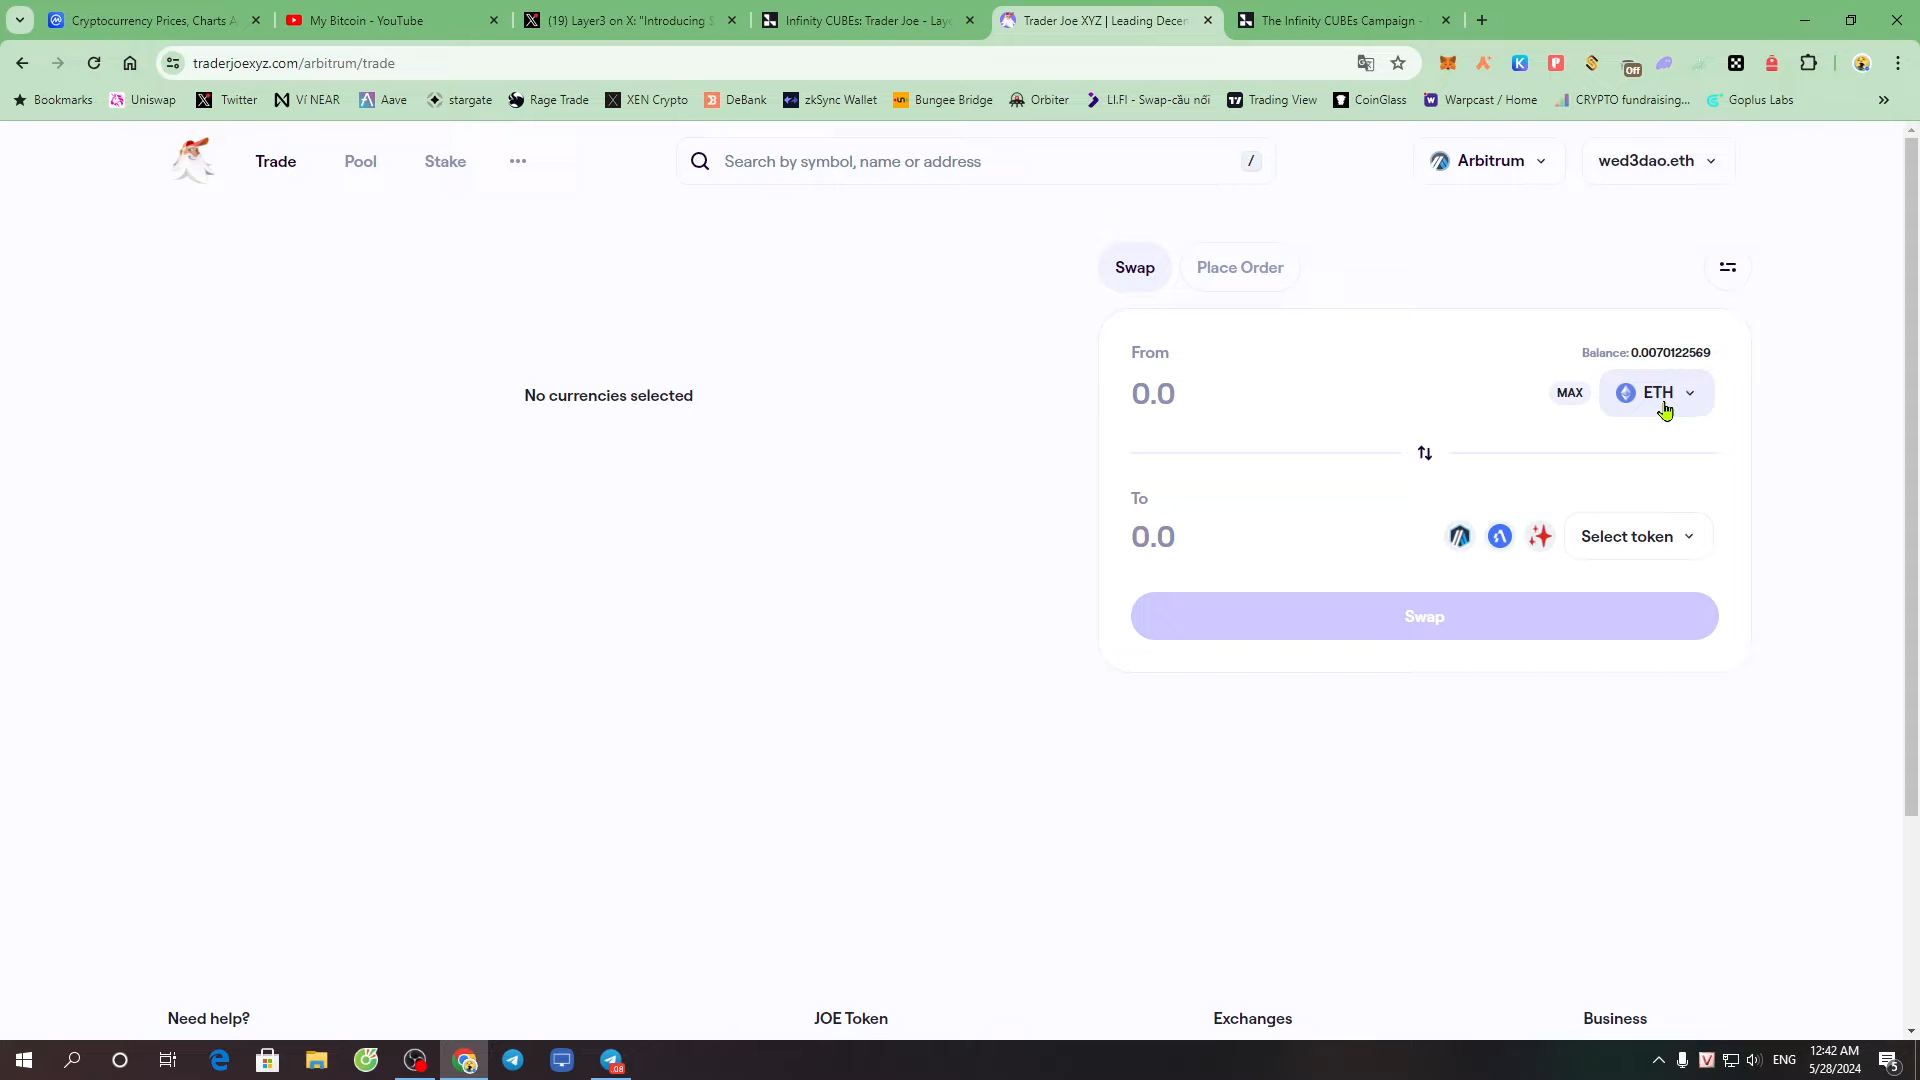 Cryptocurrency Prices, Charts A
My Bitcoin - YouTube
(19) Layer3 on X: "Introducing S
Infinity CUBEs: Trader Joe - Laye
Trader Joe XYZ | Leading Decen
The Infinity CUBEs Campaign -
traderjoexyz.com/arbitrum/trade
Off
Bookmarks
Uniswap
Twitter
Ví NEAR
Aave
stargate
Rage Trade
XEN Crypto
DeBank
zkSync Wallet
Bungee Bridge
Orbiter
LI.FI - Swap-cầu nối
Trading View
CoinGlass
Warpcast / Home
CRYPTO fundraising...
Goplus Labs
Trade
Pool
Stake
Search by symbol, name or address
/
Arbitrum
wed3dao.eth
Swap
Place Order
From
Balance: 0.0070122569
0.0
MAX
ETH
No currencies selected
To
0.0
Select token
Swap
Need help?
JOE Token
Exchanges
Business
ENG
12:42 AM
5/28/2024
5